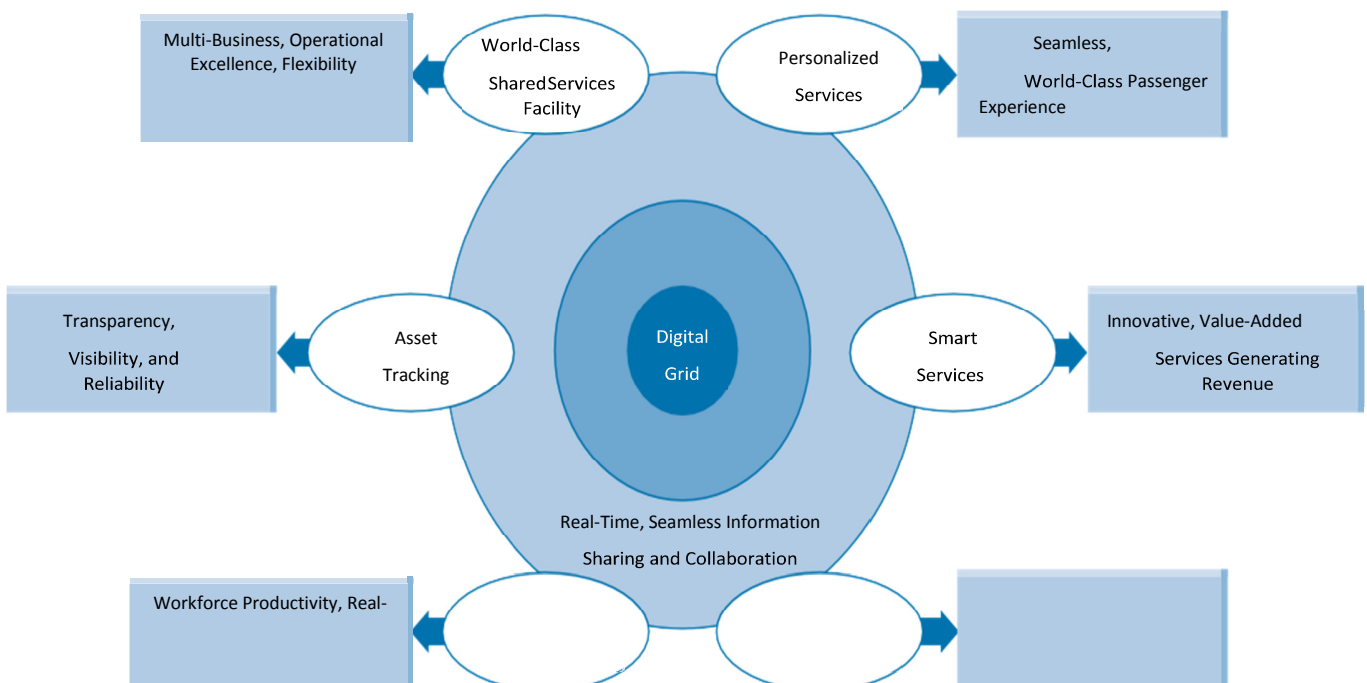 Multi-Business, Operational
Excellence, Flexibility
World-Class
Shared Services
Facility
Personalized
Services
Seamless,
World-Class Passenger
Experience
Transparency,
Visibility, and
Reliability
Asset
Tracking
Digital
Grid
Smart
Services
Innovative, Value-Added
Services Generating
Revenue
Real-Time, Seamless Information
Sharing and Collaboration
Workforce Productivity, Real-